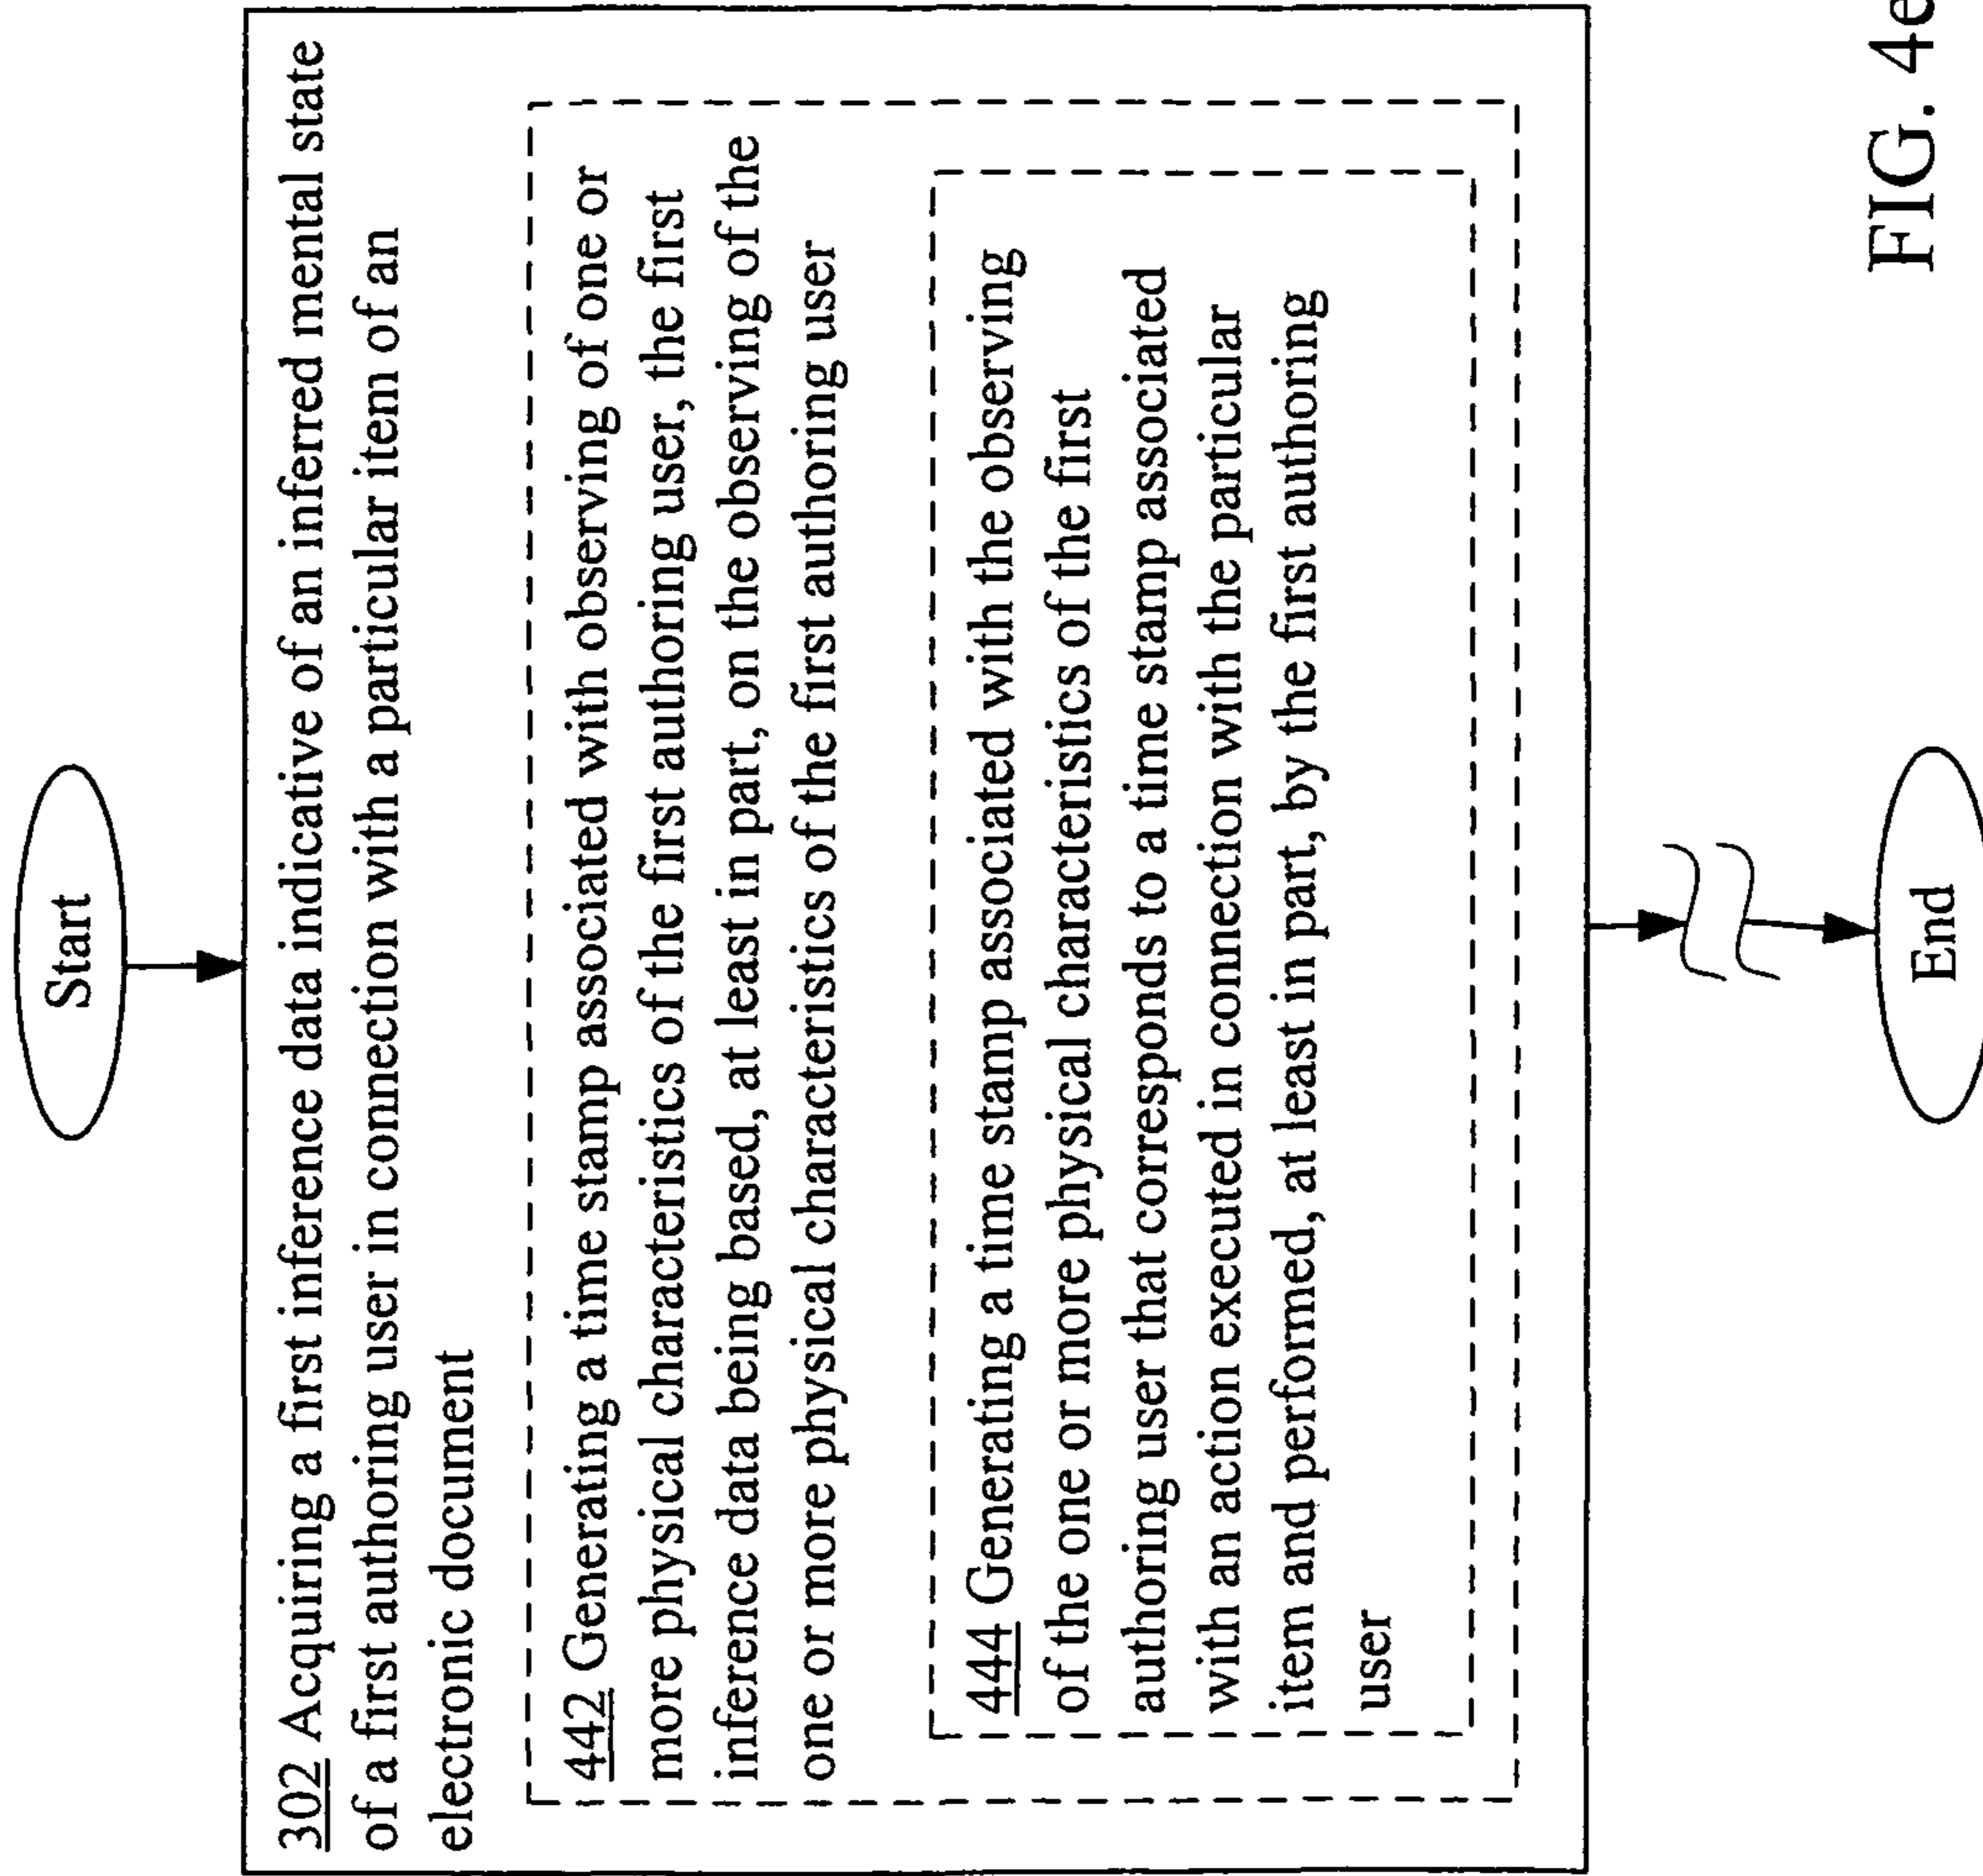 Start
302 Acquiring a first inference data indicative of an inferred mental state
of a first authoring user in connection with a particular item of an
electronic document
442 Generating a time stamp associated with observing of one or
more physical characteristics of the first authoring user, the first
inference data being based, at least in part, on the observing of the
one or more physical characteristics of the first authoring user
444 Generating a time stamp associated with the observing
of the one or more physical characteristics of the first
authoring user that corresponds to a time stamp associated
with an action executed in connection with the particular
item and performed, at least in part, by the first authoring
user
End
FIG. 4e